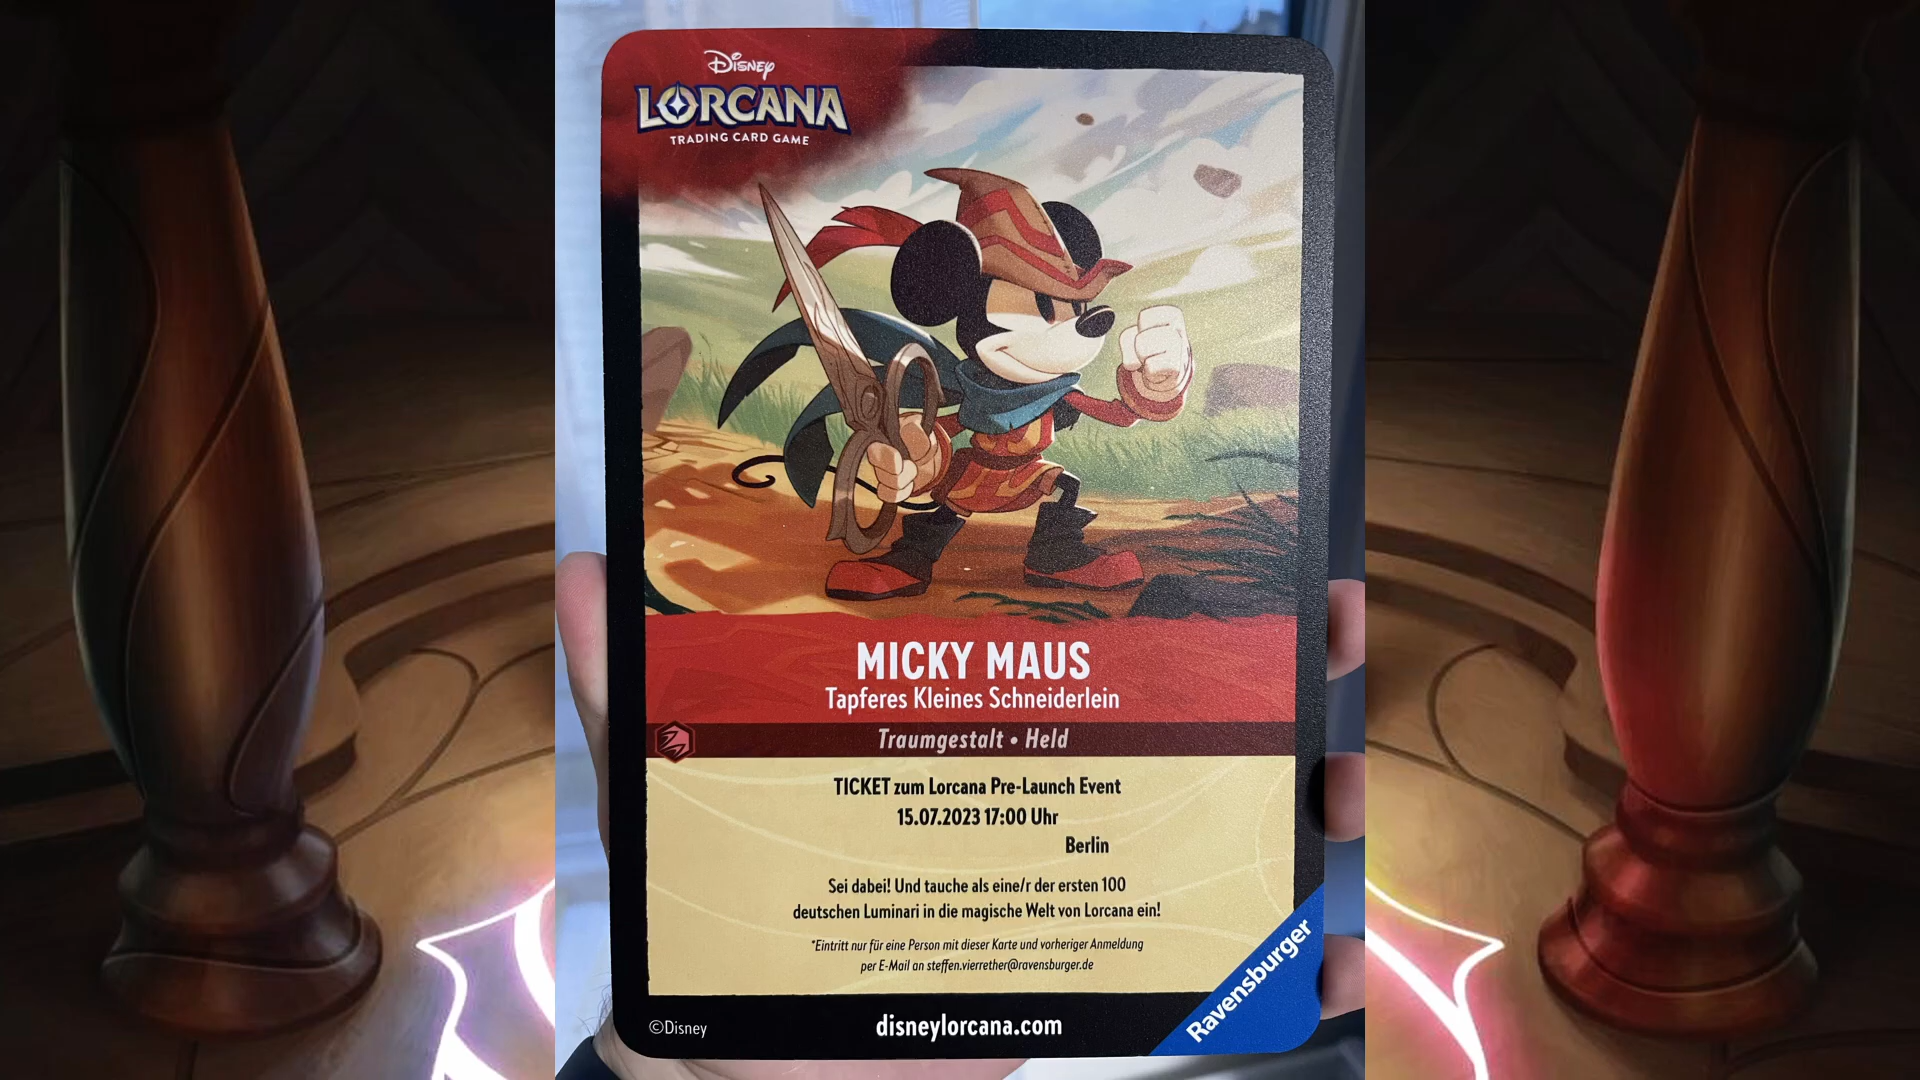 Disney
LORCANA
TRADING CARD GAME
MICKY MAUS
Tapferes Kleines Schneiderlein
Traumgestalt • Held
TICKET zum Lorcana Pre-Launch Event
15.07.2023 17:00 Uhr
Berlin
Sei dabei! Und tauche als eine/r der ersten 100
deutschen Luminari in die magische Welt von Lorcana ein!
*Eintritt nur für eine Person mit dieser Karte und vorheriger Anmeldung
per E-Mail an steffen.vierrether@ravensburger.de
©Disney
disneylorcana.com
Ravensburger